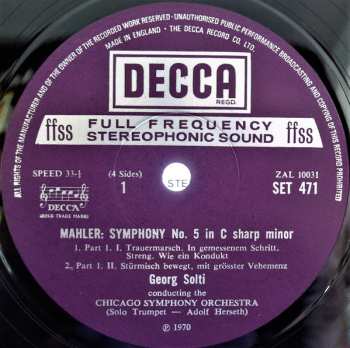 ALL RIGHTS OF THE MANUFACTURER AND OF THE OWNER OF THE RECORDED WORK RESERVED · UNAUTHORISED PUBLIC PERFORMANCE BROADCASTING AND COPYING OF THIS RECORD PROHIBITED
MADE IN ENGLAND · THE DECCA RECORD CO. LTD.
DECCA
REGD.
ffss FULL FREQUENCY STEREOPHONIC SOUND ffss
SPEED 33⅓
(4 Sides)
1
STE
ZAL 10031
SET 471
DECCA
MAHLER: SYMPHONY No. 5 in C sharp minor
1. Part 1. I. Trauermarsch. In gemessenem Schritt.
Streng. Wie ein Kondukt
2. Part 1. II. Stürmisch bewegt, mit grösster Vehemenz
Georg Solti
conducting the
CHICAGO SYMPHONY ORCHESTRA
(Solo Trumpet — Adolf Herseth)
℗ 1970